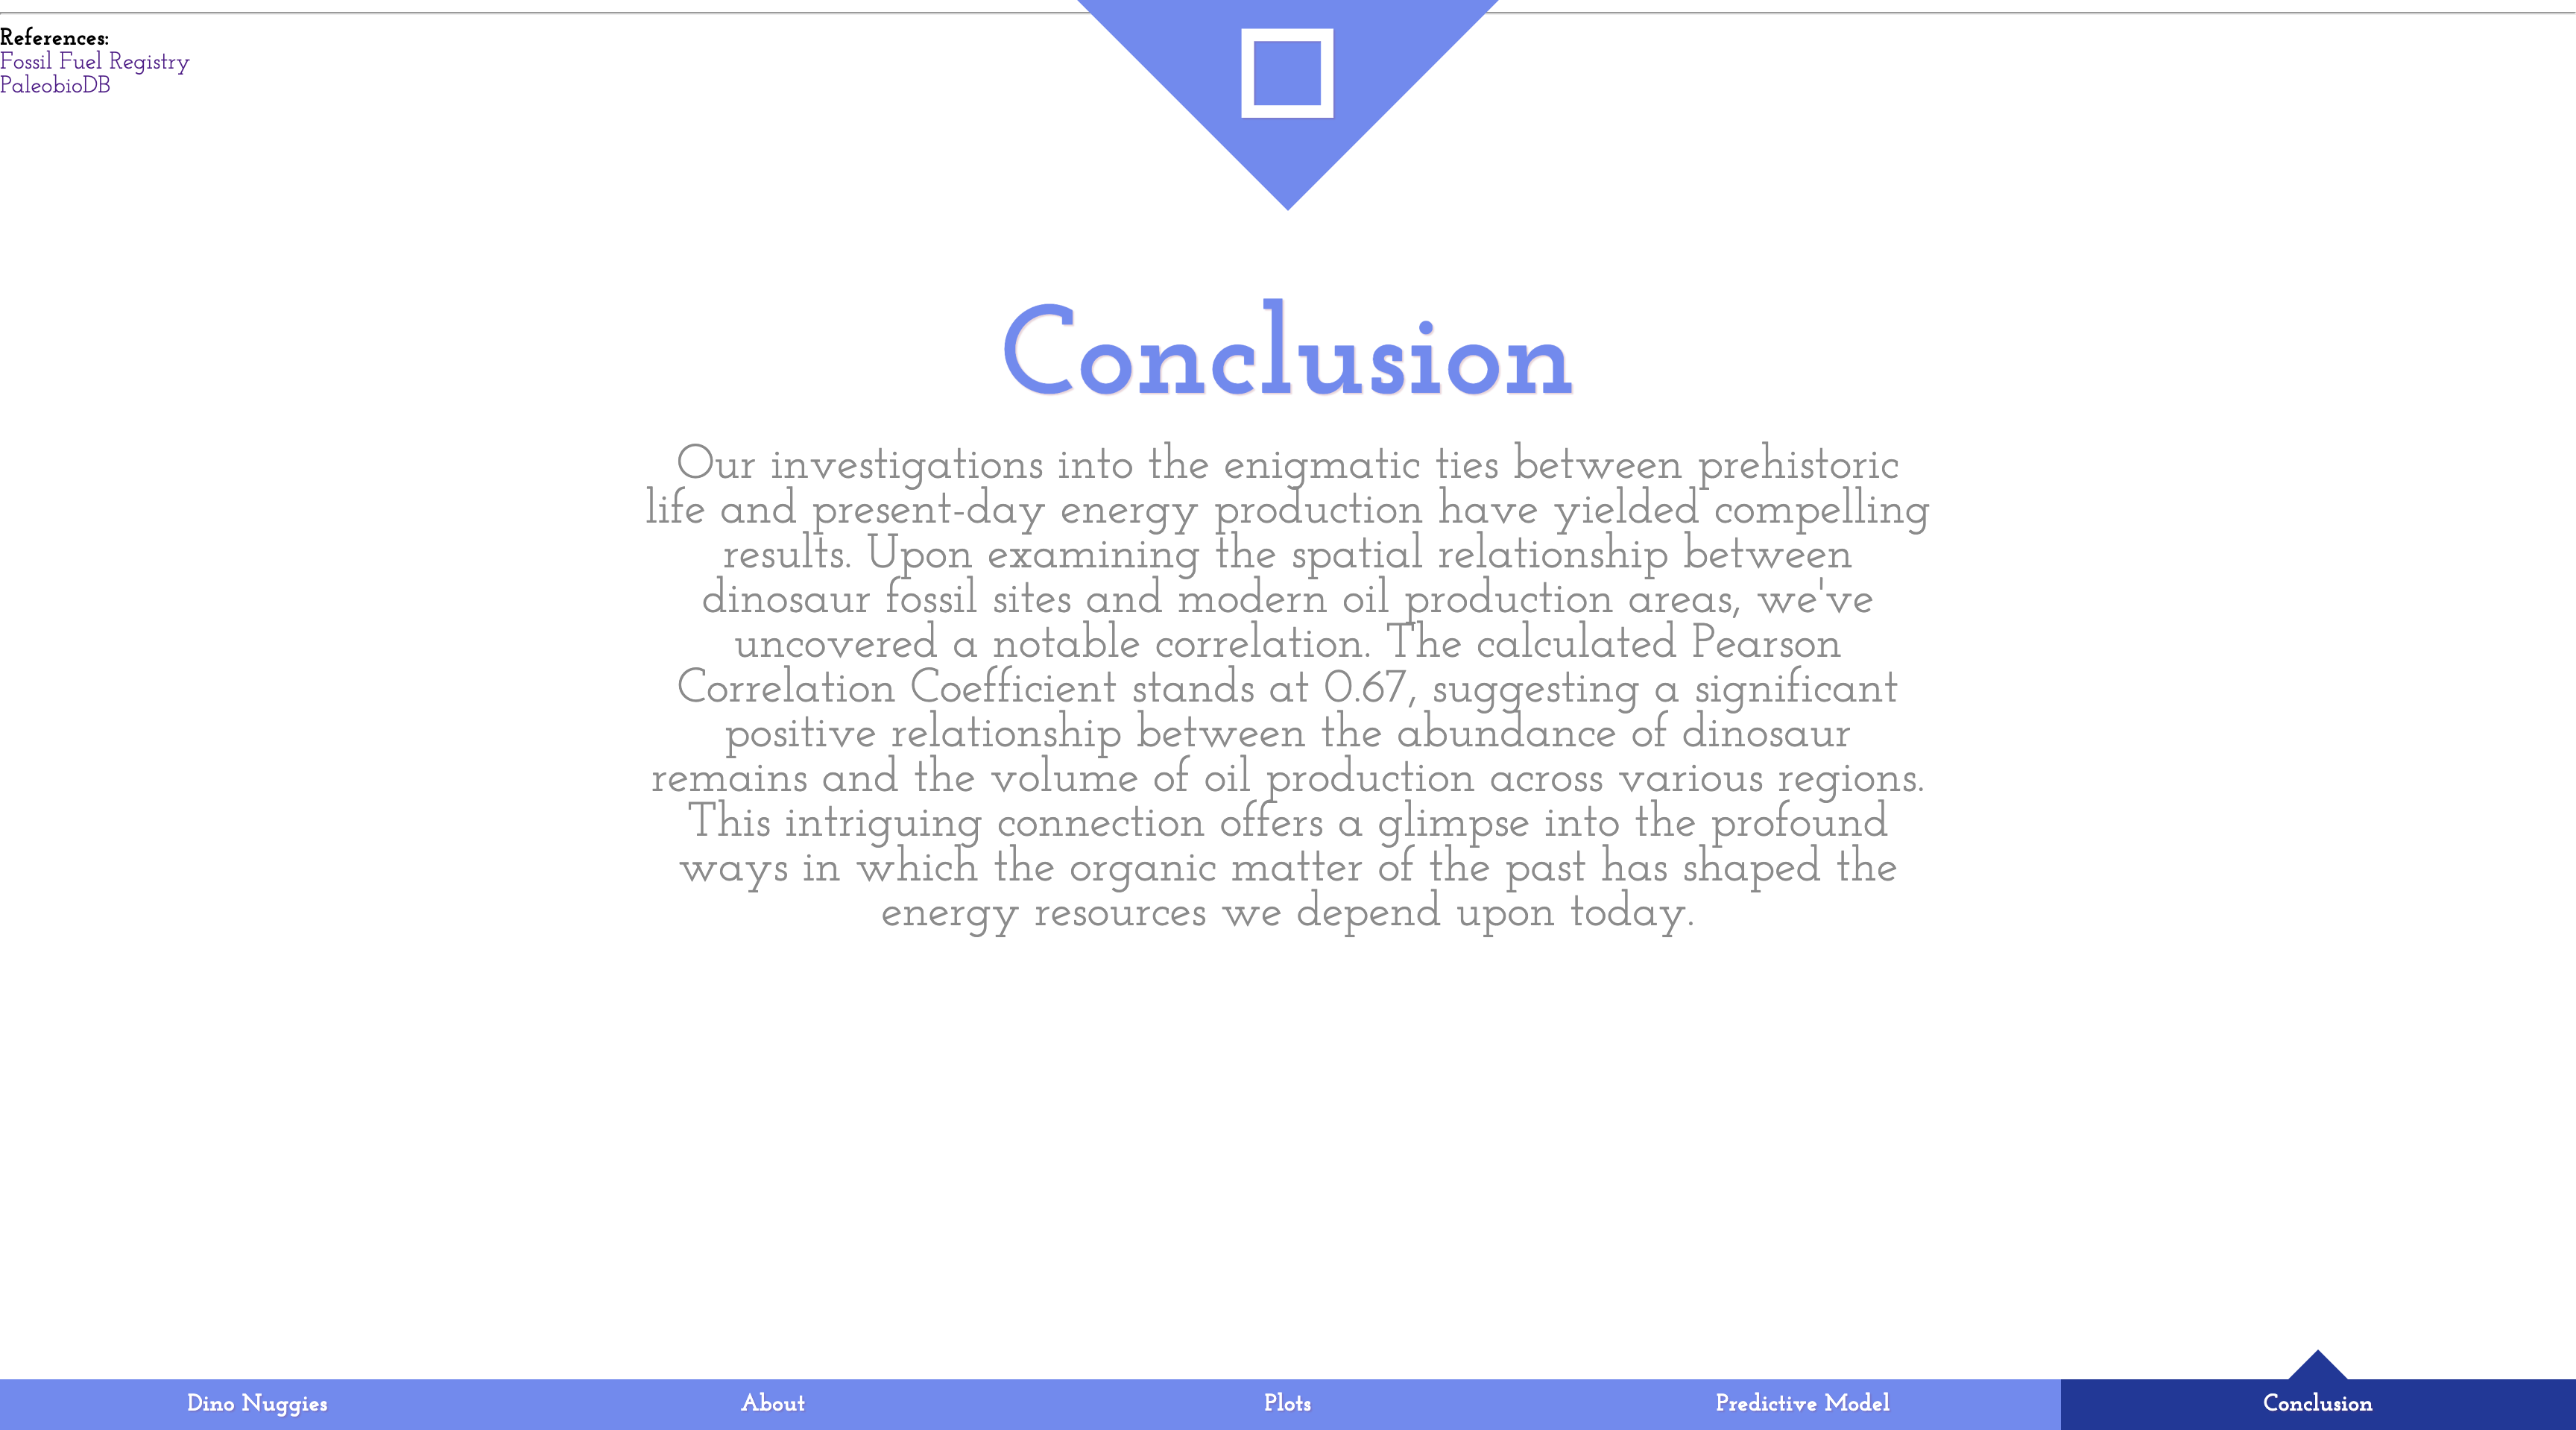 References:
Fossil Fuel Registry
PaleobioDB
Conclusion
Our investigations into the enigmatic ties between prehistoric
life and present-day energy production have yielded compelling
results. Upon examining the spatial relationship between
dinosaur fossil sites and modern oil production areas, we've
uncovered a notable correlation. The calculated Pearson
Correlation Coefficient stands at 0.67, suggesting a significant
positive relationship between the abundance of dinosaur
remains and the volume of oil production across various regions.
This intriguing connection offers a glimpse into the profound
ways in which the organic matter of the past has shaped the
energy resources we depend upon today.
Dino Nuggies
About
Plots
Predictive Model
Conclusion